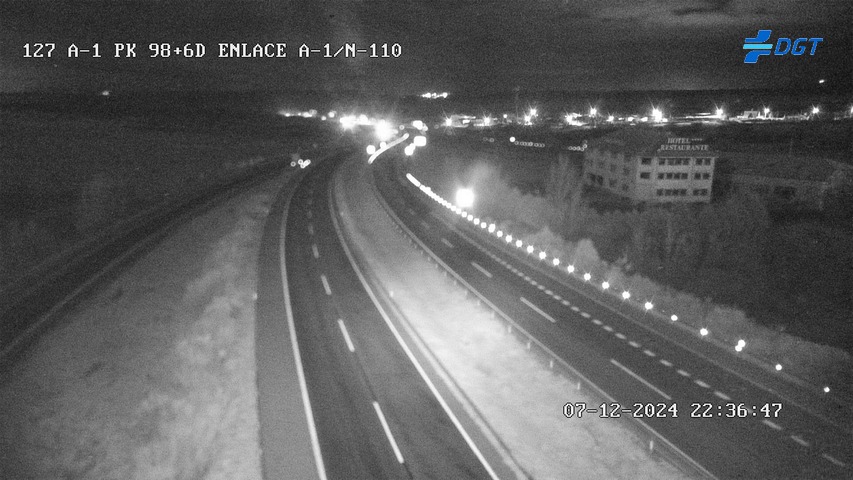 127 A-1 PK 98+6D ENLACE A-1/N-110
DGT
HOTEL
RESTAURANTE
07-12-2024 22:36:47